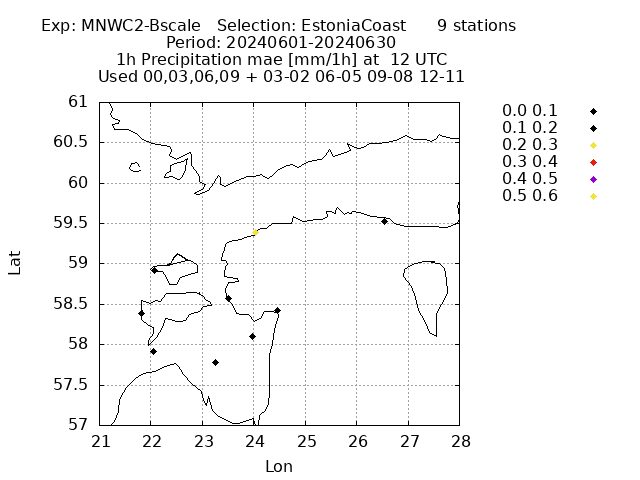 Exp: MNWC2-Bscale   Selection: EstoniaCoast      9 stations
Period: 20240601-20240630
1h Precipitation mae [mm/1h] at  12 UTC
Used 00,03,06,09 + 03-02 06-05 09-08 12-11
61
60.5
60
59.5
59
58.5
58
57.5
57
Lat
21 22 23 24 25 26 27 28
Lon
0.0 0.1
0.1 0.2
0.2 0.3
0.3 0.4
0.4 0.5
0.5 0.6